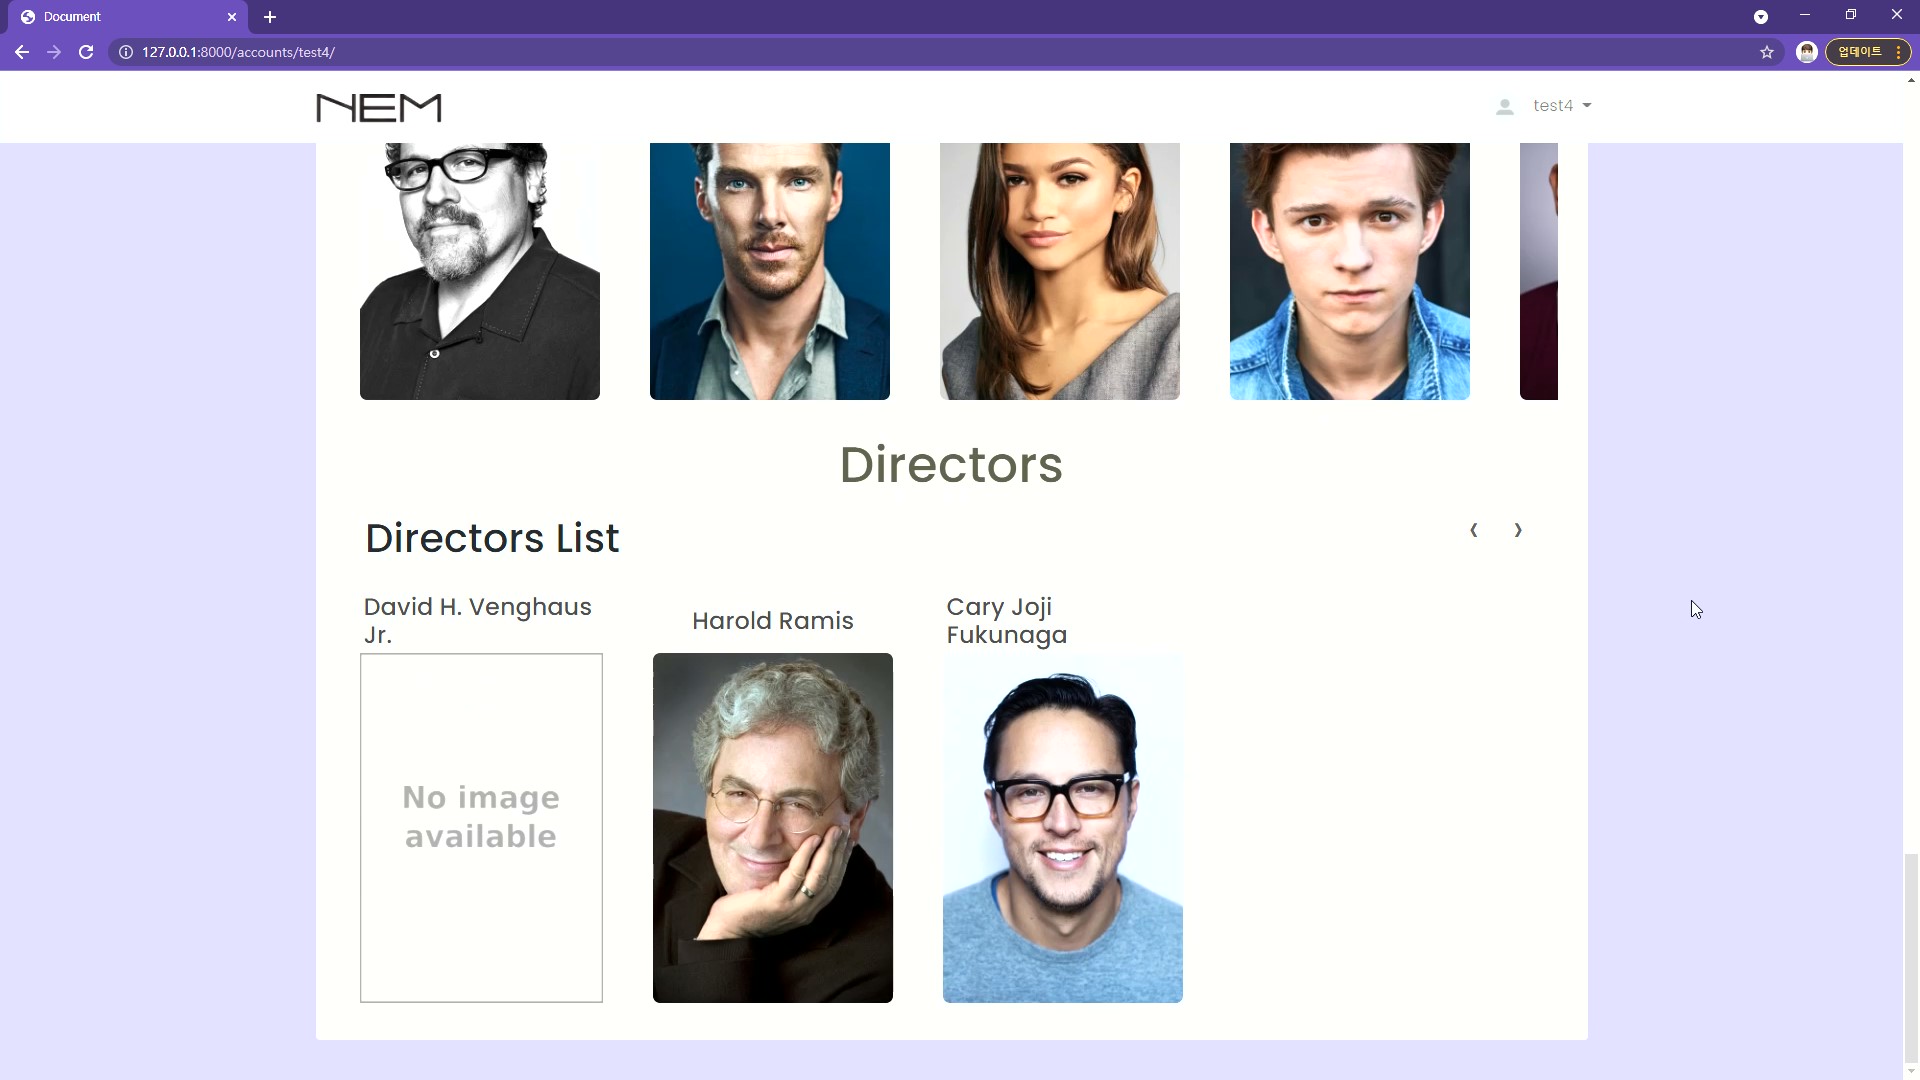 Document
127.0.0.1:8000/accounts/test4/
업데이트
NEM
test4
Directors
Directors List
David H. Venghaus
Jr.
Harold Ramis
Cary Joji
Fukunaga
No image
available